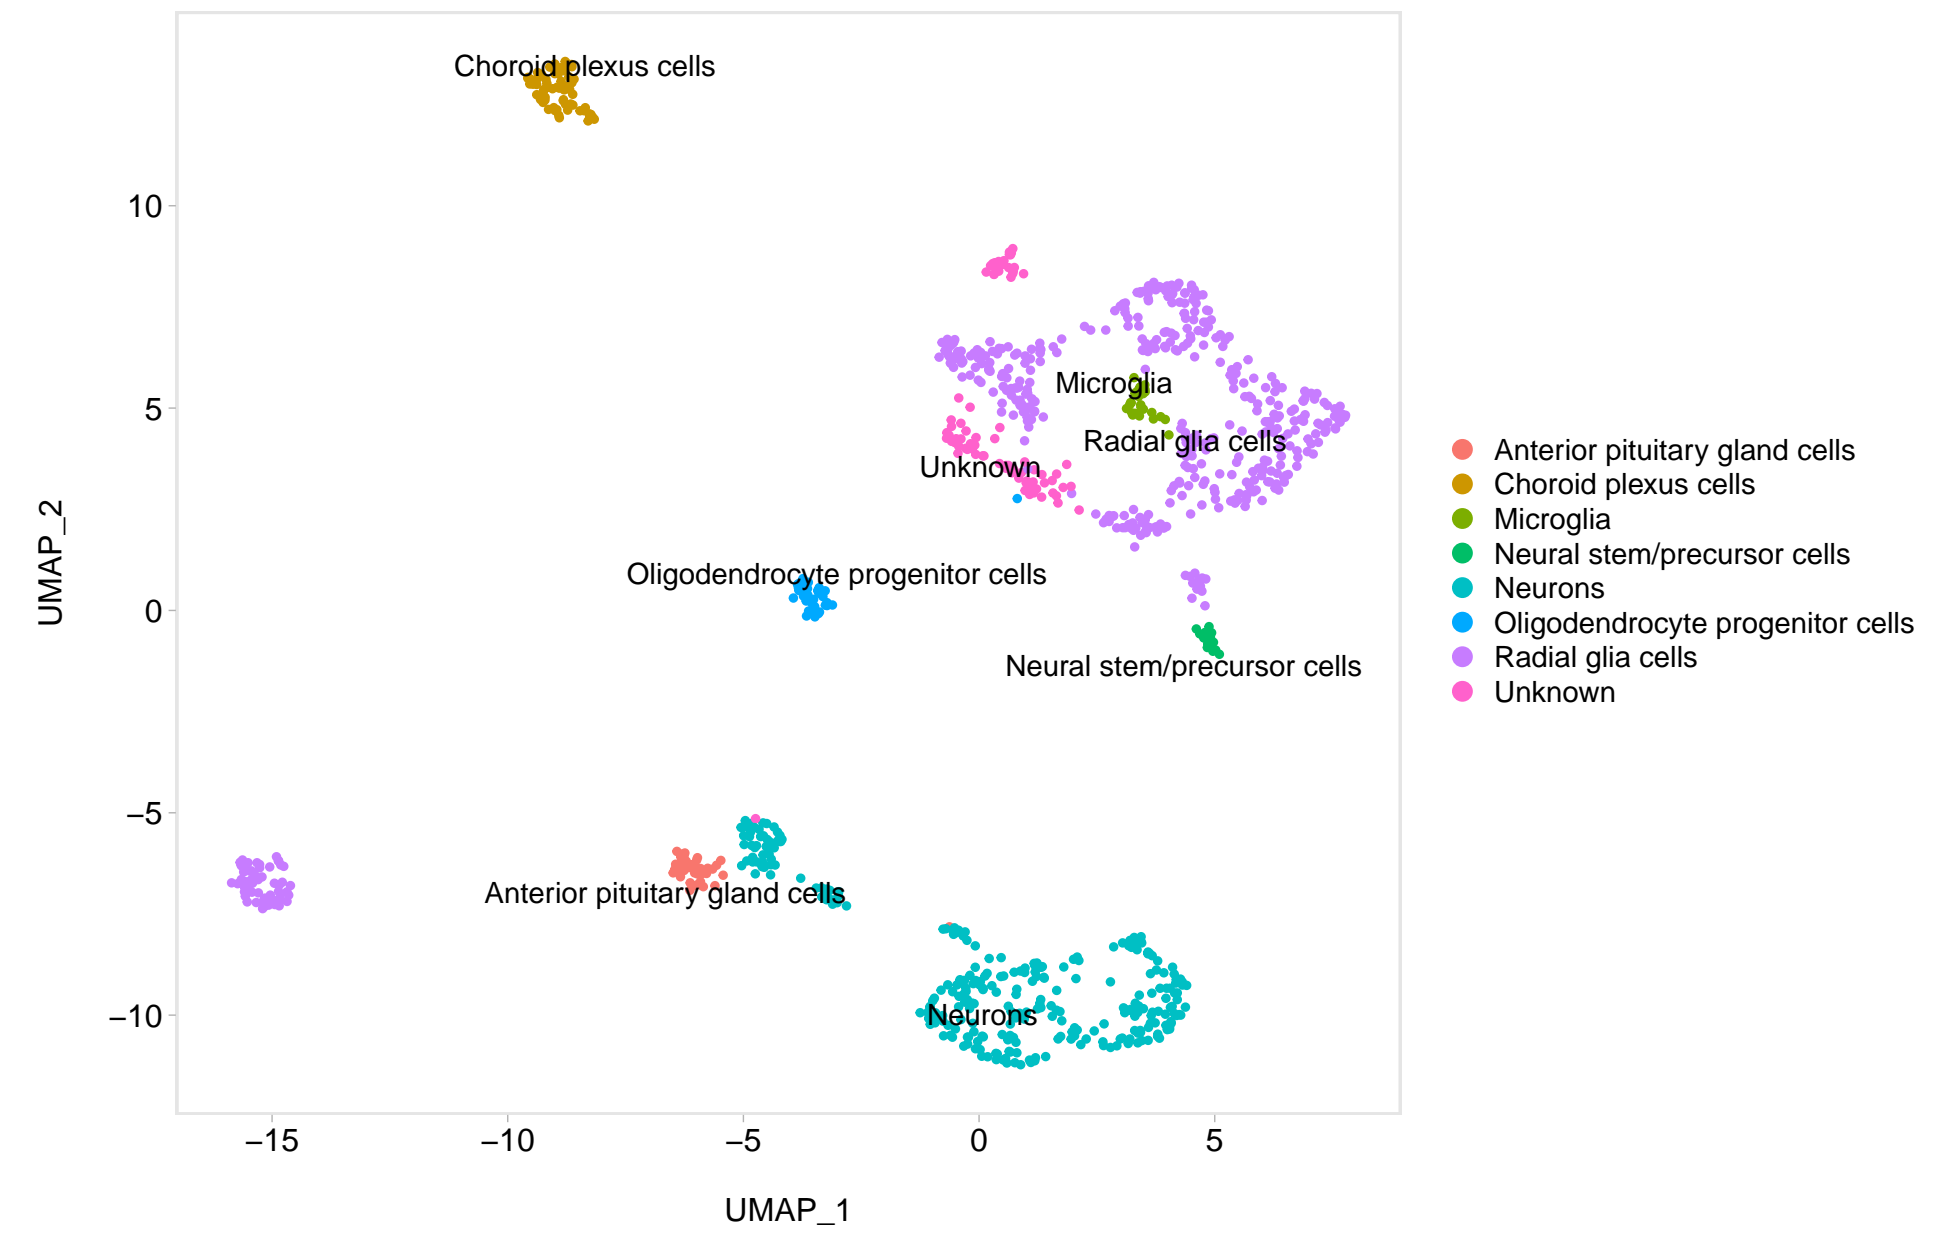 Choroid plexus cells
10
Microglia
5
Radial glia cells
Unknown
Anterior pituitary gland cells
Choroid plexus cells
Microglia
Neural stem/precursor cells
Neurons
Oligodendrocyte progenitor cells
Radial glia cells
Unknown
UMAP_2
Oligodendrocyte progenitor cells
0
Neural stem/precursor cells
−5
Anterior pituitary gland cells
−10
Neurons
−15
−10
−5
0
5
UMAP_1